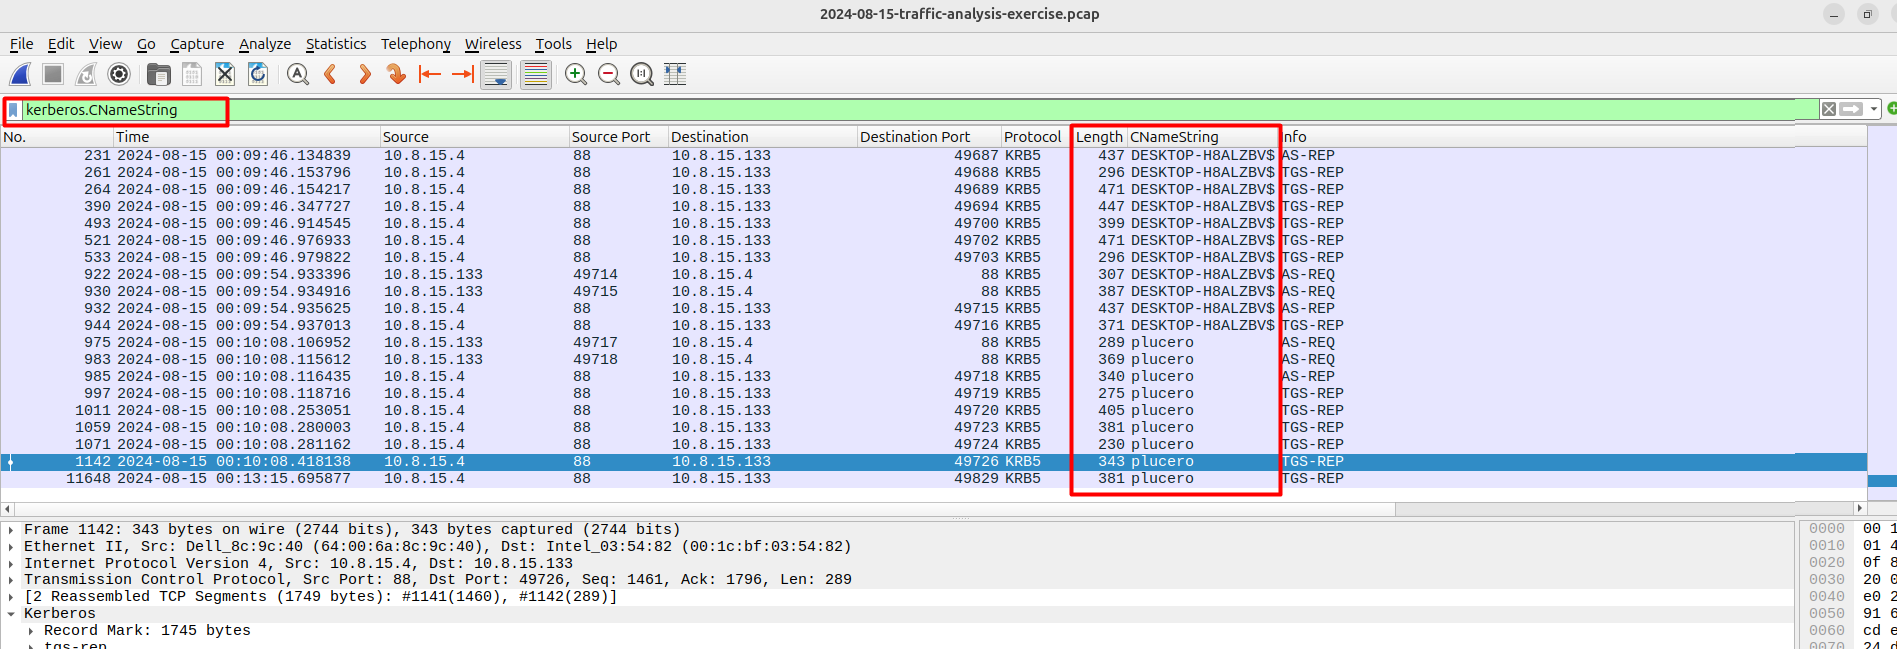 2024-08-15-traffic-analysis-exercise.pcap
File Edit View Go Capture Analyze Statistics Telephony Wireless Tools Help
kerberos.CNameString
No. Time Source Source Port Destination Destination Port Protocol Length CNameString Info
231 2024-08-15 00:09:46.134839 10.8.15.4 88 10.8.15.133 49687 KRB5 437 DESKTOP-H8ALZBV$ AS-REP
261 2024-08-15 00:09:46.153796 10.8.15.4 88 10.8.15.133 49688 KRB5 296 DESKTOP-H8ALZBV$ TGS-REP
264 2024-08-15 00:09:46.154217 10.8.15.4 88 10.8.15.133 49689 KRB5 471 DESKTOP-H8ALZBV$ TGS-REP
390 2024-08-15 00:09:46.347727 10.8.15.4 88 10.8.15.133 49694 KRB5 447 DESKTOP-H8ALZBV$ TGS-REP
493 2024-08-15 00:09:46.914545 10.8.15.4 88 10.8.15.133 49700 KRB5 399 DESKTOP-H8ALZBV$ TGS-REP
521 2024-08-15 00:09:46.976933 10.8.15.4 88 10.8.15.133 49702 KRB5 471 DESKTOP-H8ALZBV$ TGS-REP
533 2024-08-15 00:09:46.979822 10.8.15.4 88 10.8.15.133 49703 KRB5 296 DESKTOP-H8ALZBV$ TGS-REP
922 2024-08-15 00:09:54.933396 10.8.15.133 49714 10.8.15.4 88 KRB5 307 DESKTOP-H8ALZBV$ AS-REQ
930 2024-08-15 00:09:54.934916 10.8.15.133 49715 10.8.15.4 88 KRB5 387 DESKTOP-H8ALZBV$ AS-REQ
932 2024-08-15 00:09:54.935625 10.8.15.4 88 10.8.15.133 49715 KRB5 437 DESKTOP-H8ALZBV$ AS-REP
944 2024-08-15 00:09:54.937013 10.8.15.4 88 10.8.15.133 49716 KRB5 371 DESKTOP-H8ALZBV$ TGS-REP
975 2024-08-15 00:10:08.106952 10.8.15.133 49717 10.8.15.4 88 KRB5 289 plucero AS-REQ
983 2024-08-15 00:10:08.115612 10.8.15.133 49718 10.8.15.4 88 KRB5 369 plucero AS-REQ
985 2024-08-15 00:10:08.116435 10.8.15.4 88 10.8.15.133 49718 KRB5 340 plucero AS-REP
997 2024-08-15 00:10:08.118716 10.8.15.4 88 10.8.15.133 49719 KRB5 275 plucero TGS-REP
1011 2024-08-15 00:10:08.253051 10.8.15.4 88 10.8.15.133 49720 KRB5 405 plucero TGS-REP
1059 2024-08-15 00:10:08.280003 10.8.15.4 88 10.8.15.133 49723 KRB5 381 plucero TGS-REP
1071 2024-08-15 00:10:08.281162 10.8.15.4 88 10.8.15.133 49724 KRB5 230 plucero TGS-REP
1142 2024-08-15 00:10:08.418138 10.8.15.4 88 10.8.15.133 49726 KRB5 343 plucero TGS-REP
11648 2024-08-15 00:13:15.695877 10.8.15.4 88 10.8.15.133 49829 KRB5 381 plucero TGS-REP
Frame 1142: 343 bytes on wire (2744 bits), 343 bytes captured (2744 bits)
Ethernet II, Src: Dell_8c:9c:40 (64:00:6a:8c:9c:40), Dst: Intel_03:54:82 (00:1c:bf:03:54:82)
Internet Protocol Version 4, Src: 10.8.15.4, Dst: 10.8.15.133
Transmission Control Protocol, Src Port: 88, Dst Port: 49726, Seq: 1461, Ack: 1796, Len: 289
[2 Reassembled TCP Segments (1749 bytes): #1141(1460), #1142(289)]
Kerberos
Record Mark: 1745 bytes
tgs-rep
0000 00 1
0010 01 4
0020 0f 8
0030 20 0
0040 e0 2
0050 91 6
0060 cd e
0070 24 d